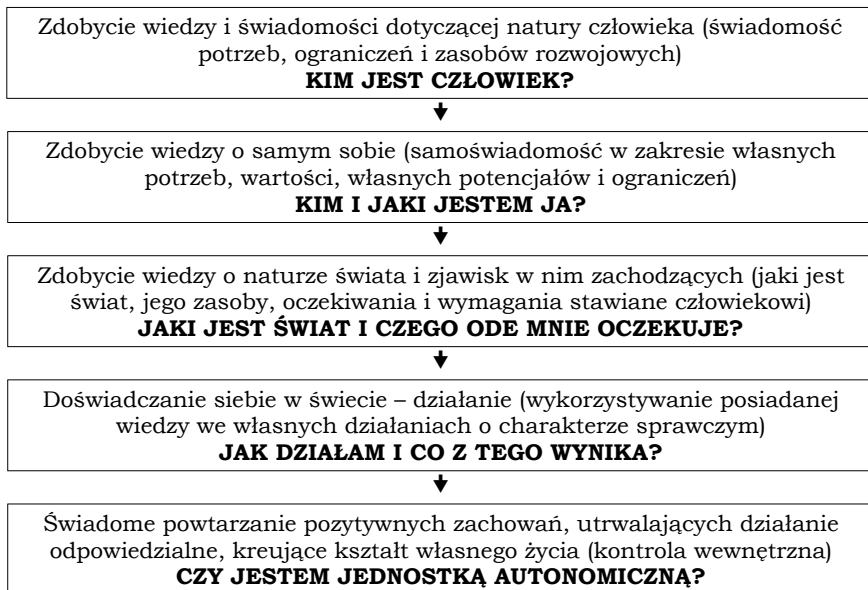 Zdobycie wiedzy i świadomości dotyczącej natury człowieka (świadomość
potrzeb, ograniczeń i zasobów rozwojowych)
KIM JEST CZŁOWIEK?
Zdobycie wiedzy o samym sobie (samoświadomość w zakresie własnych
potrzeb, wartości, własnych potencjałów i ograniczeń)
KIM I JAKI JESTEM JA?
Zdobycie wiedzy o naturze świata i zjawisk w nim zachodzących (jaki jest
świat, jego zasoby, oczekiwania i wymagania stawiane człowiekowi)
JAKI JEST ŚWIAT I CZEGO ODE MNIE OCZEKUJE?
Doświadczanie siebie w świecie – działanie (wykorzystywanie posiadanej
wiedzy we własnych działaniach o charakterze sprawczym)
JAK DZIAŁAM I CO Z TEGO WYNIKA?
Świadome powtarzanie pozytywnych zachowań, utrwalających działanie
odpowiedzialne, kreujące kształt własnego życia (kontrola wewnętrzna)
CZY JESTEM JEDNOSTKĄ AUTONOMICZNĄ?